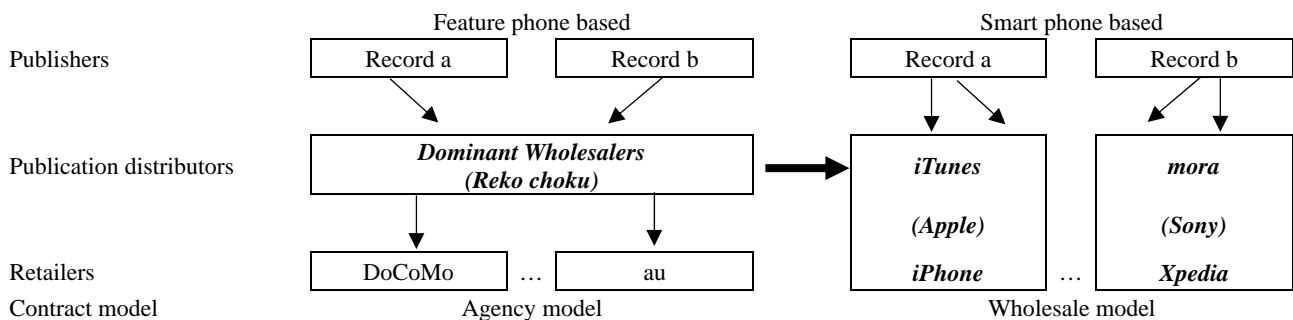 Feature phone based Smart phone based
Publishers Record a Record b Record a Record b
Publication distributors Dominant Wholesalers iTunes mora
(Reko choku)
(Apple) (Sony)
Retailers DoCoMo … au iPhone … Xpedia
Contract model Agency model Wholesale model